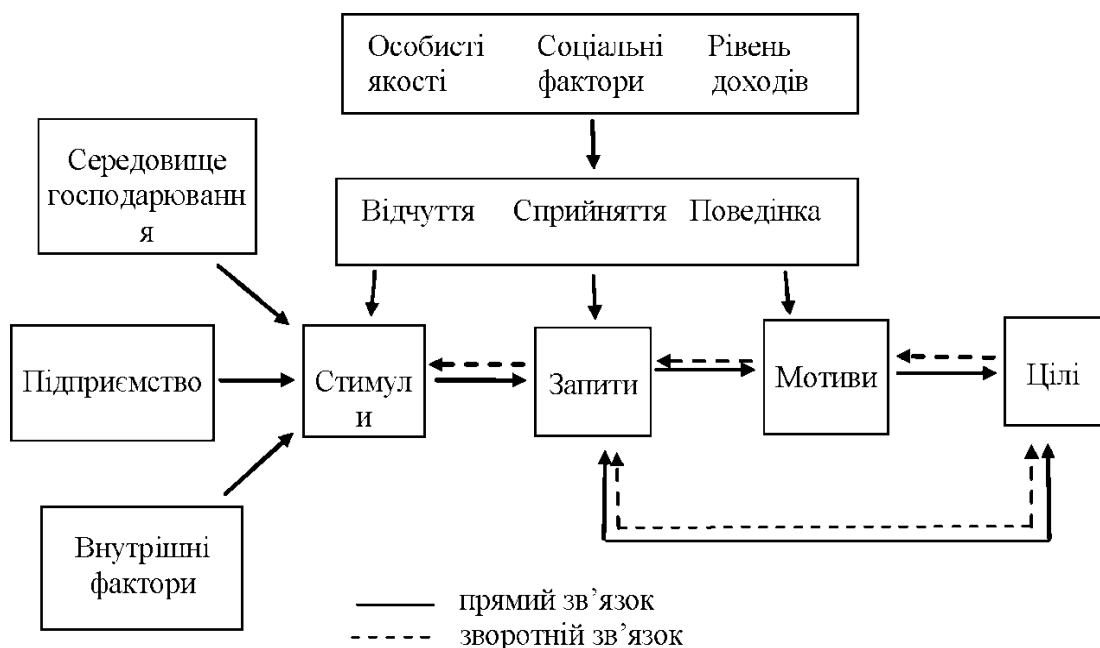 Особисті Соціальні Рівень
якості фактори доходів
Середовище
господарюванн
я
Відчуття Сприйняття Поведінка
Підприємство
Стимул
и
Запити
Мотиви
Цілі
Внутрішні
фактори
прямий зв’язок
зворотній зв’язок